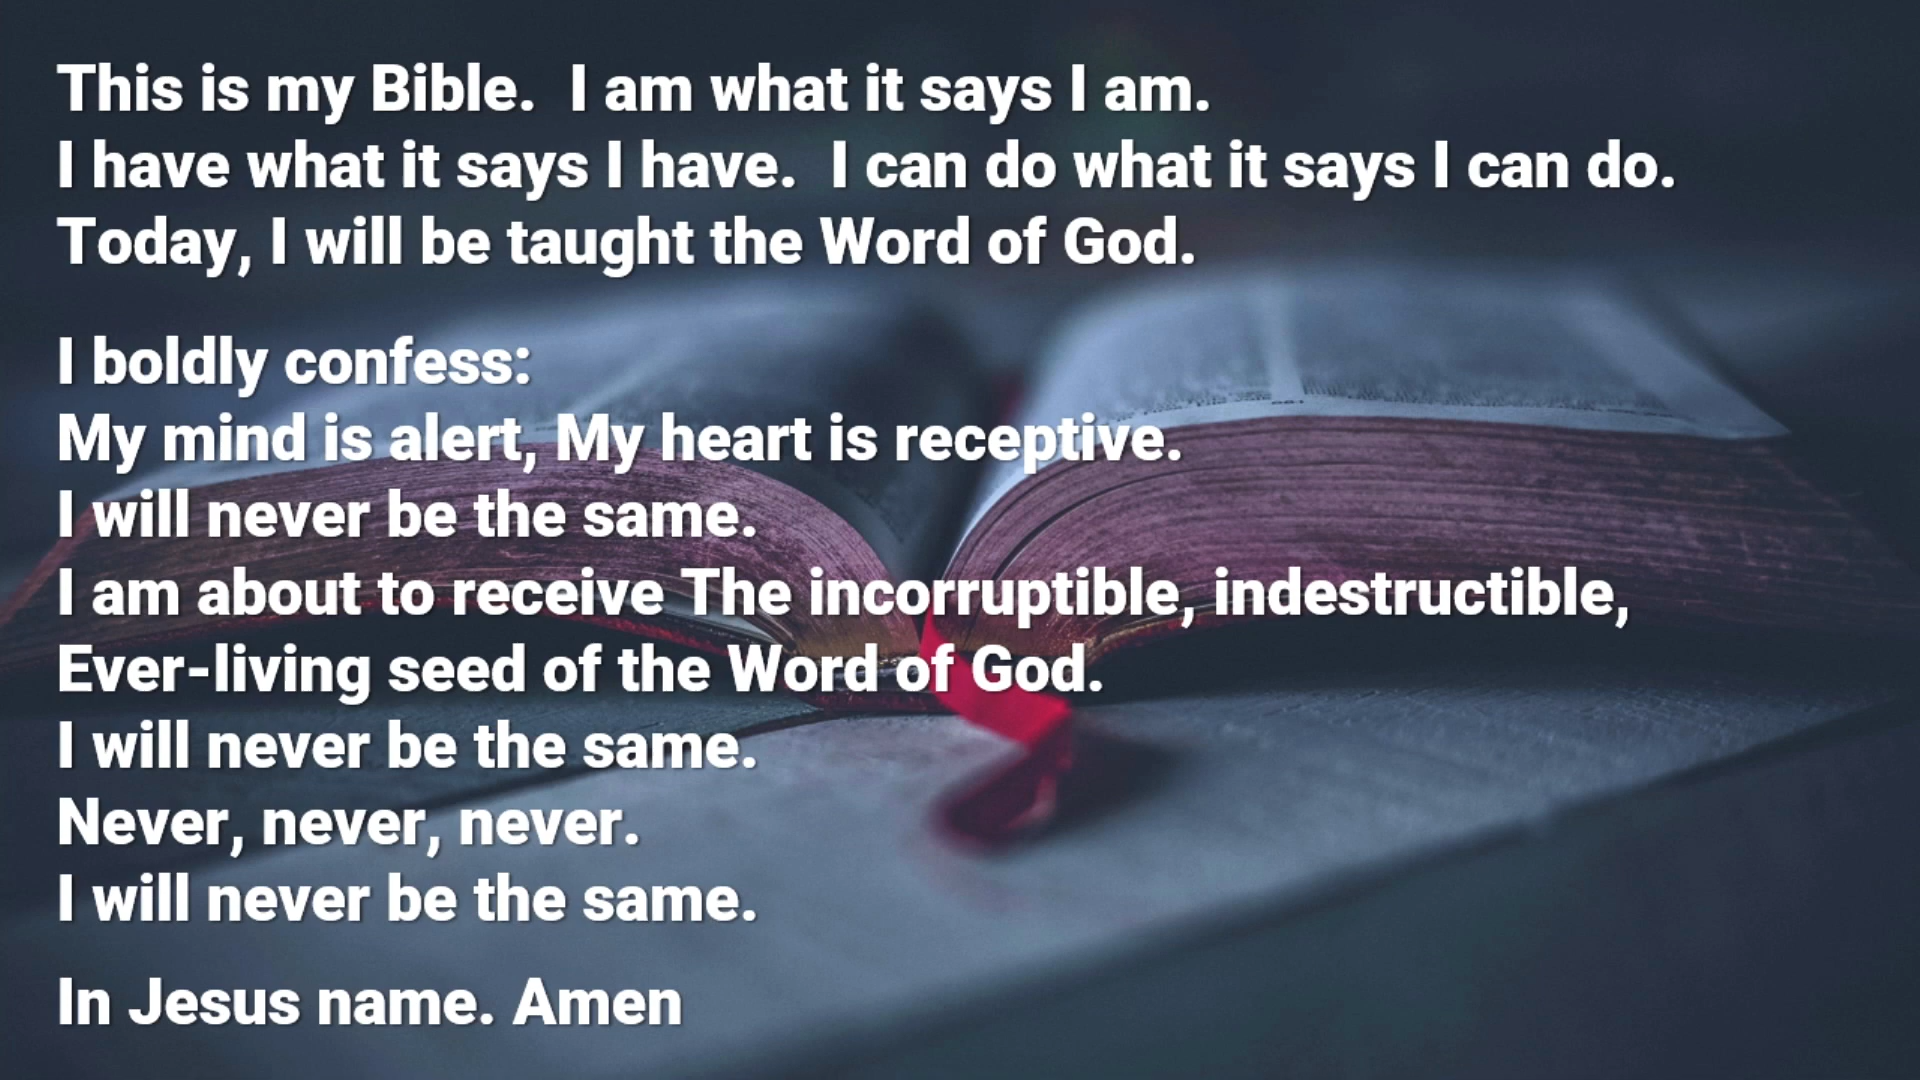 This is my Bible.  I am what it says I am.
I have what it says I have.  I can do what it says I can do.
Today, I will be taught the Word of God.
I boldly confess:
My mind is alert, My heart is receptive.
I will never be the same.
I am about to receive The incorruptible, indestructible,
Ever-living seed of the Word of God.
I will never be the same.
Never, never, never.
I will never be the same.
In Jesus name. Amen